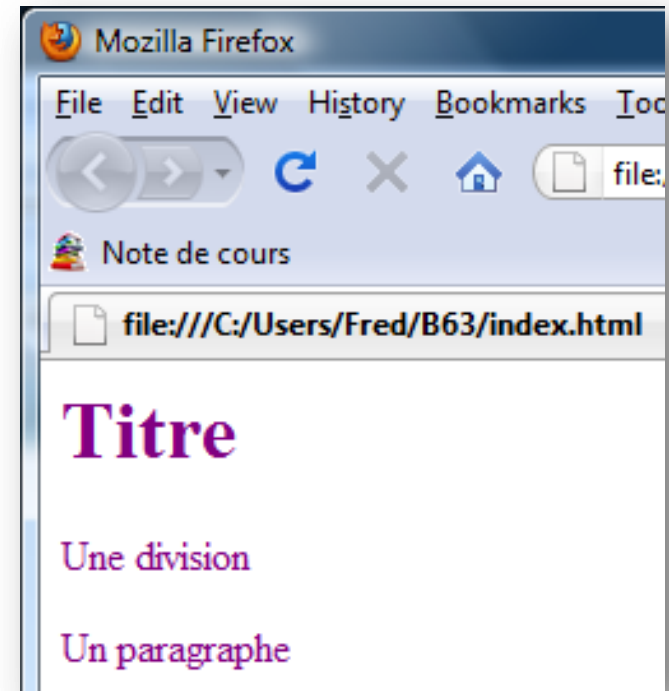 Mozilla Firefox
File Edit View History Bookmarks
file:
Note de cours
file:///C:/Users/Fred/B63/index.html
Titre
Une division
Un paragraphe